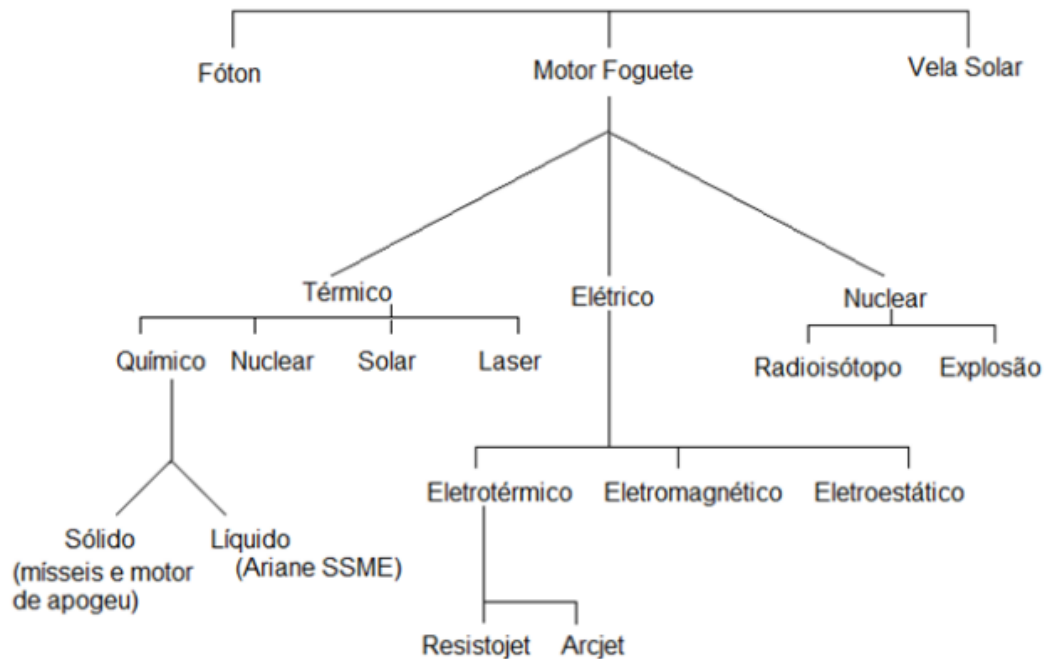 Fóton
Motor Foguete
Vela Solar
Térmico
Elétrico
Nuclear
Químico
Nuclear
Solar
Laser
Radioisótopo
Explosão
Eletrotérmico
Eletromagnético
Eletroestático
Sólido
(mísseis e motor
de apogeu)
Líquido
(Ariane SSME)
Resistojet
Arcjet